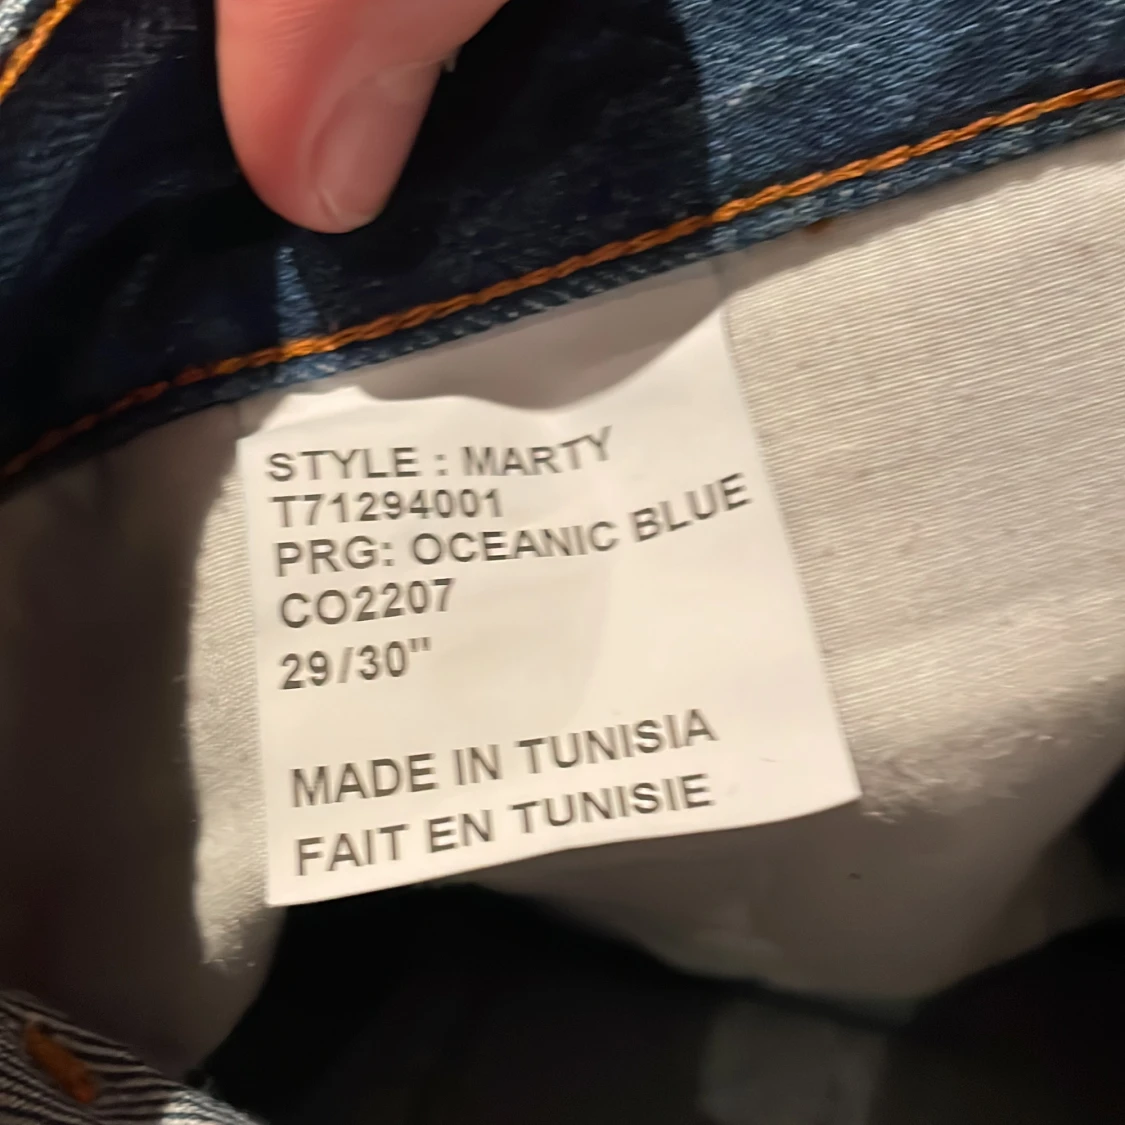 STYLE : MARTY
T71294001
PRG: OCEANIC BLUE
CO2207
29/30"
MADE IN TUNISIA
FAIT EN TUNISIE